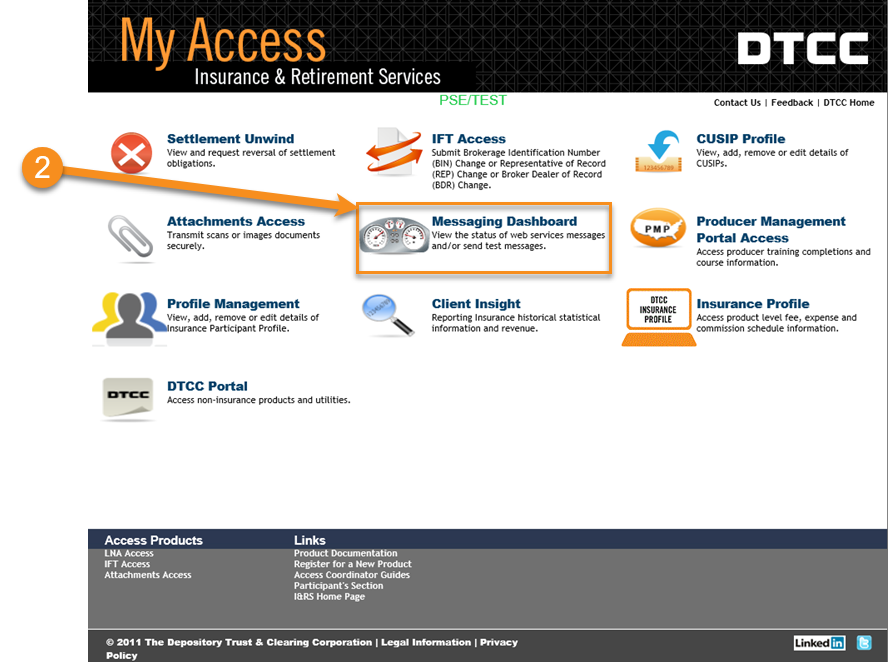 My Access
Insurance & Retirement Services
DTCC
PSE/TEST
Contact Us | Feedback | DTCC Home
2
Settlement Unwind
View and request reversal of settlement
obligations.
IFT Access
Submit Brokerage Identification Number
(BIN) Change or Representative of Record
(REP) Change or Broker Dealer of Record
(BDR) Change.
123456789
CUSIP Profile
View, add, remove or edit details of
CUSIPs.
Attachments Access
Transmit scans or images documents
securely.
Messaging Dashboard
View the status of web services messages
and/or send test messages.
PMP
Producer Management
Portal Access
Access producer training completions and
course information.
Profile Management
View, add, remove or edit details of
Insurance Participant Profile.
Client Insight
Reporting Insurance historical statistical
information and revenue.
DTCC
INSURANCE
PROFILE
Insurance Profile
Access product level fee, expense and
commission schedule information.
DTCC
DTCC Portal
Access non-insurance products and utilities.
Access Products
LNA Access
IFT Access
Attachments Access
Links
Product Documentation
Register for a New Product
Access Coordinator Guides
Participant's Section
I&RS Home Page
© 2011 The Depository Trust & Clearing Corporation | Legal Information | Privacy
Policy
Linked in